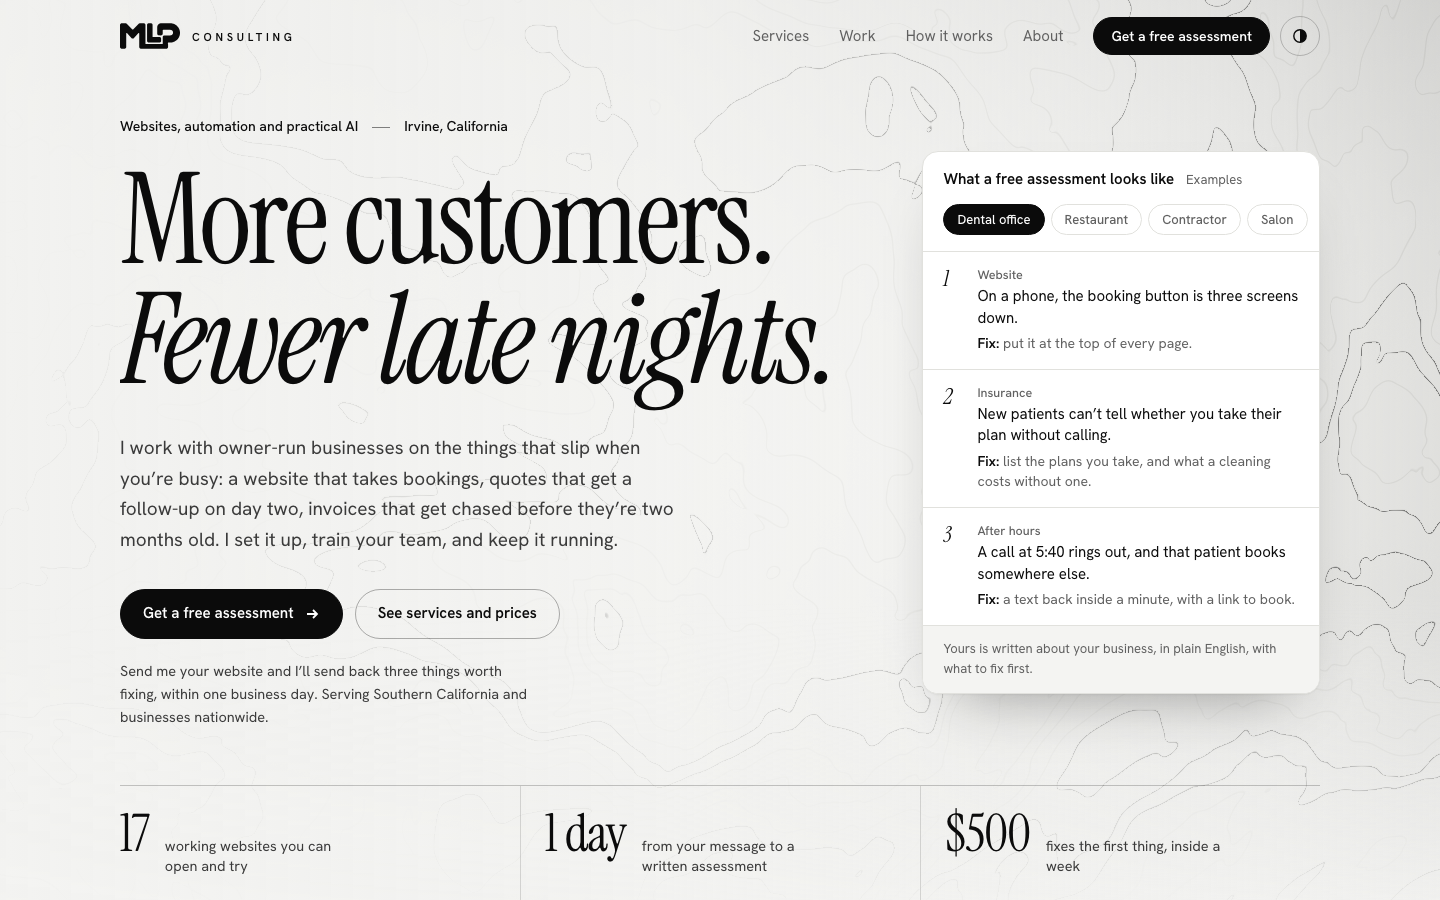 MLP CONSULTING
Services
Work
How it works
About
Get a free assessment
Websites, automation and practical AI — Irvine, California
More customers.
Fewer late nights.
I work with owner-run businesses on the things that slip when
you’re busy: a website that takes bookings, quotes that get a
follow-up on day two, invoices that get chased before they’re two
months old. I set it up, train your team, and keep it running.
Get a free assessment →
See services and prices
Send me your website and I’ll send back three things worth
fixing, within one business day. Serving Southern California and
businesses nationwide.
What a free assessment looks like Examples
Dental office
Restaurant
Contractor
Salon
1 Website
On a phone, the booking button is three screens
down.
Fix: put it at the top of every page.
2 Insurance
New patients can’t tell whether you take their
plan without calling.
Fix: list the plans you take, and what a cleaning
costs without one.
3 After hours
A call at 5:40 rings out, and that patient books
somewhere else.
Fix: a text back inside a minute, with a link to book.
Yours is written about your business, in plain English, with
what to fix first.
17 working websites you can
open and try
1 day from your message to a
written assessment
$500 fixes the first thing, inside a
week